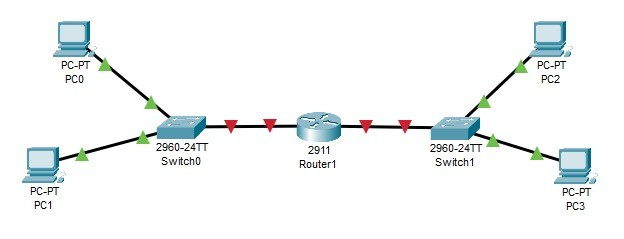 PC-PT
PC0
PC-PT
PC1
2960-24TT
Switch0
2911
Router1
2960-24TT
Switch1
PC-PT
PC2
PC-PT
PC3